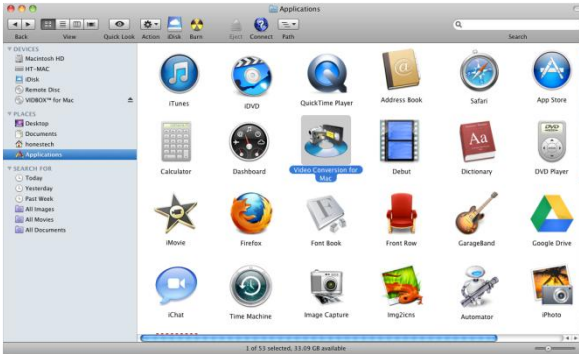 Applications
Back
View
Quick Look
Action
iDisk
Burn
Eject
Connect
Path
Search
DEVICES
Macintosh HD
HT-MAC
iDisk
Remote Disc
VIDBOX™ for Mac
PLACES
Desktop
Documents
honestech
Applications
SEARCH FOR
Today
Yesterday
Past Week
All Images
All Movies
All Documents
iTunes
iDVD
QuickTime Player
Address Book
Safari
App Store
Calculator
Dashboard
Video Conversion for
Mac
Debut
Aa
Dictionary
DVD
DVD Player
iMovie
Firefox
Font Book
Front Row
GarageBand
Google Drive
iChat
Time Machine
Image Capture
Img2icns
Automator
iPhoto
1 of 53 selected, 33.09 GB available